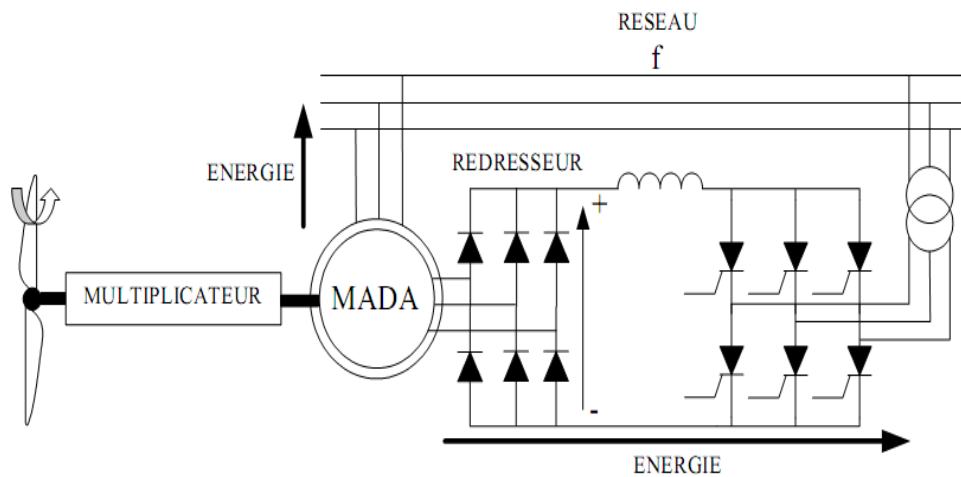 RESEAU
f
ENERGIE
REDRESSEUR
+
MULTIPLICATEUR
MADA
-
ENERGIE